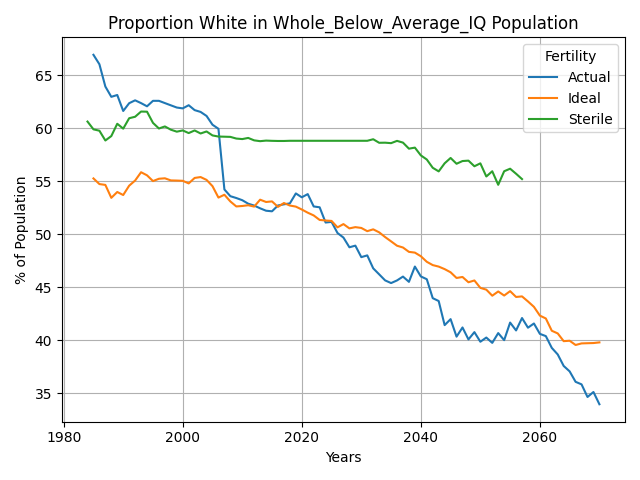 Proportion White in Whole_Below_Average_IQ Population
Fertility
Actual
Ideal
Sterile
% of Population
65
60
55
50
45
40
35
1980
2000
2020
2040
2060
Years